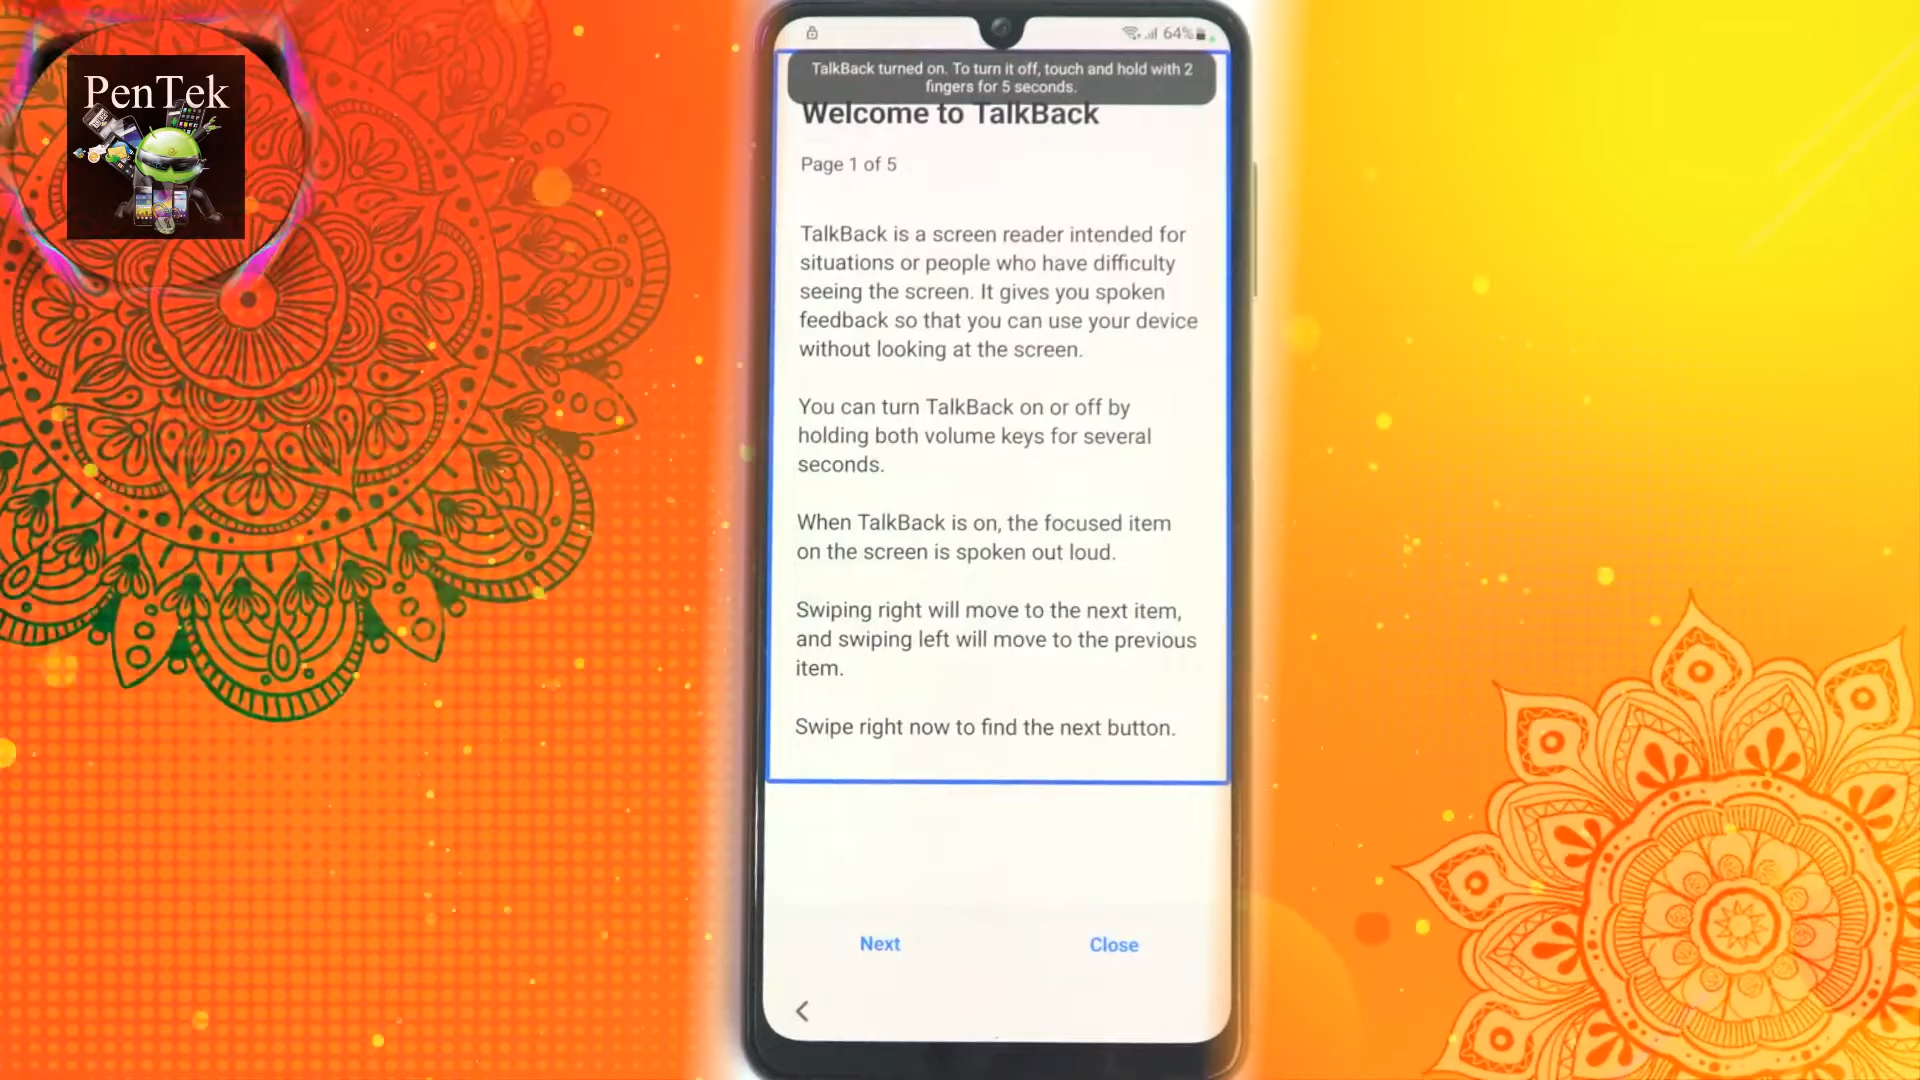 PenTek
64%
TalkBack turned on. To turn it off, touch and hold with 2
fingers for 5 seconds.
Welcome to TalkBack
Page 1 of 5
TalkBack is a screen reader intended for
situations or people who have difficulty
seeing the screen. It gives you spoken
feedback so that you can use your device
without looking at the screen.
You can turn TalkBack on or off by
holding both volume keys for several
seconds.
When TalkBack is on, the focused item
on the screen is spoken out loud.
Swiping right will move to the next item,
and swiping left will move to the previous
item.
Swipe right now to find the next button.
Next
Close